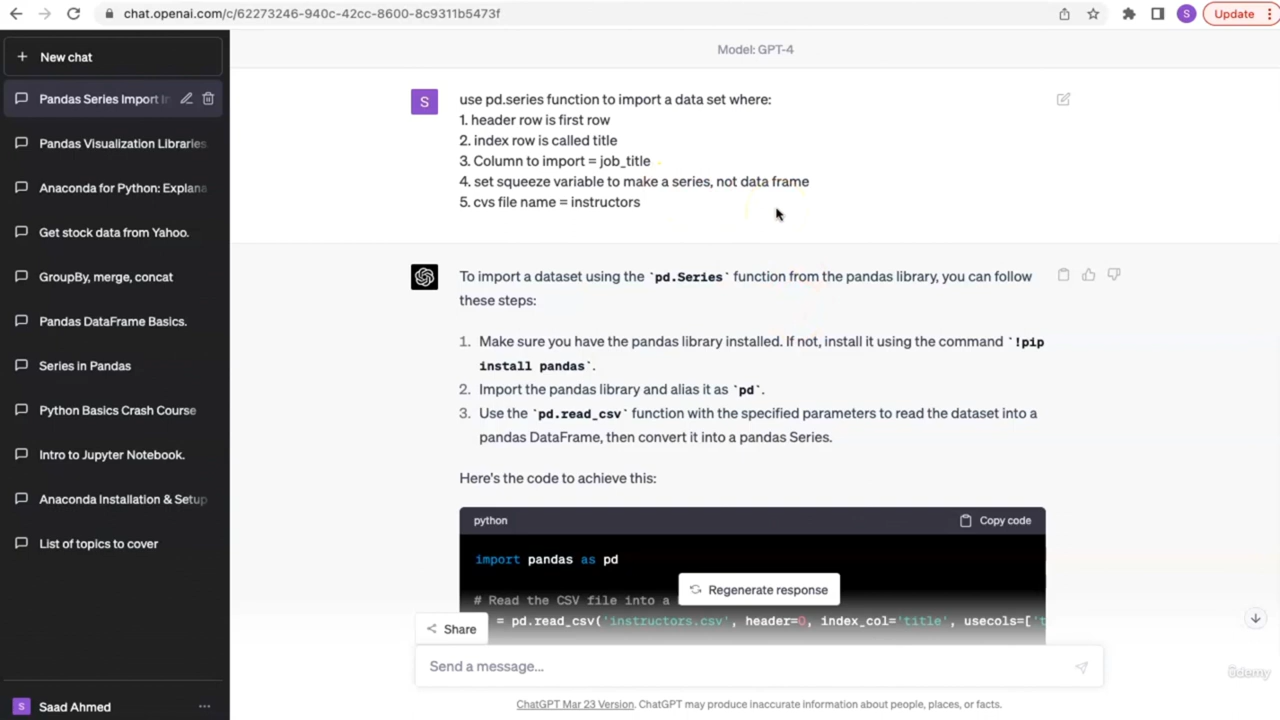 chat.openai.com/c/62273246-940c-42cc-8600-8c9311b5473f
S
Update
New chat
Pandas Series Import I
Pandas Visualization Libraries
Anaconda for Python: Explana
Get stock data from Yahoo.
GroupBy, merge, concat
Pandas DataFrame Basics.
Series in Pandas
Python Basics Crash Course
Intro to Jupyter Notebook.
Anaconda Installation & Setup
List of topics to cover
S Saad Ahmed
Model: GPT-4
S
use pd.series function to import a data set where:
1. header row is first row
2. index row is called title
3. Column to import = job_title
4. set squeeze variable to make a series, not data frame
5. cvs file name = instructors
To import a dataset using the `pd.Series` function from the pandas library, you can follow
these steps:
1. Make sure you have the pandas library installed. If not, install it using the command `!pip
install pandas`.
2. Import the pandas library and alias it as `pd`.
3. Use the `pd.read_csv` function with the specified parameters to read the dataset into a
pandas DataFrame, then convert it into a pandas Series.
Here's the code to achieve this:
python
Copy code
import pandas as pd
# Read the CSV file into a
= pd.read_csv('instructors.csv', header=0, index_col='title', usecols=['t
Regenerate response
Share
Send a message...
ChatGPT Mar 23 Version. ChatGPT may produce inaccurate information about people, places, or facts.
ûdemy